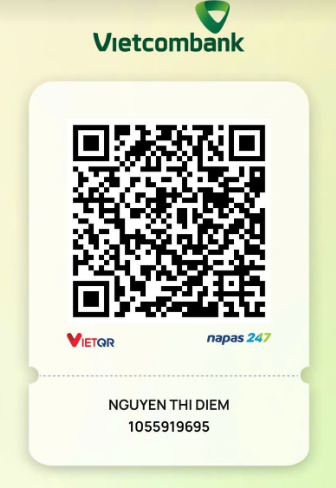 Vietcombank
VIETQR
napas 247
NGUYEN THI DIEM
1055919695